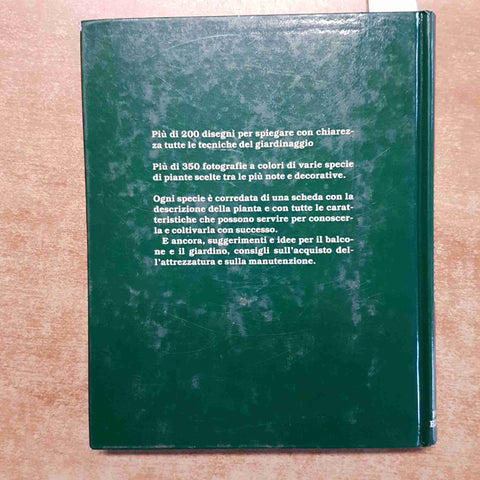 Più di 200 disegni per spiegare con chiarez-
za tutte le tecniche del giardinaggio
Più di 350 fotografie a colori di varie specie
di piante scelte tra le più note e decorative.
Ogni specie è corredata di una scheda con la
descrizione della pianta e con tutte le carat-
teristiche che possono servire per conoscer-
la e coltivarla con successo.
E ancora, suggerimenti e idee per il balco-
ne e il giardino, consigli sull'acquisto del-
l'attrezzatura e sulla manutenzione.